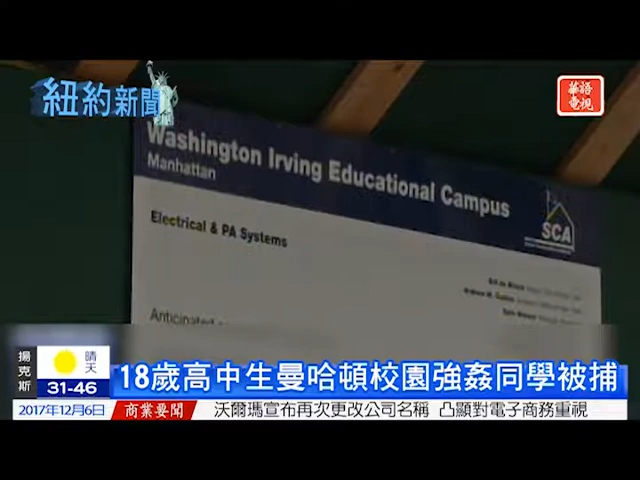 紐約新聞
華語
電視
Washington Irving Educational Campus
Manhattan
SCA
Electrical & PA Systems
Anticipated
揚克斯
晴天
31-46
18歲高中生曼哈頓校園強姦同學被捕
2017年12月6日
商業要聞
沃爾瑪宣布再次更改公司名稱 凸顯對電子商務重視